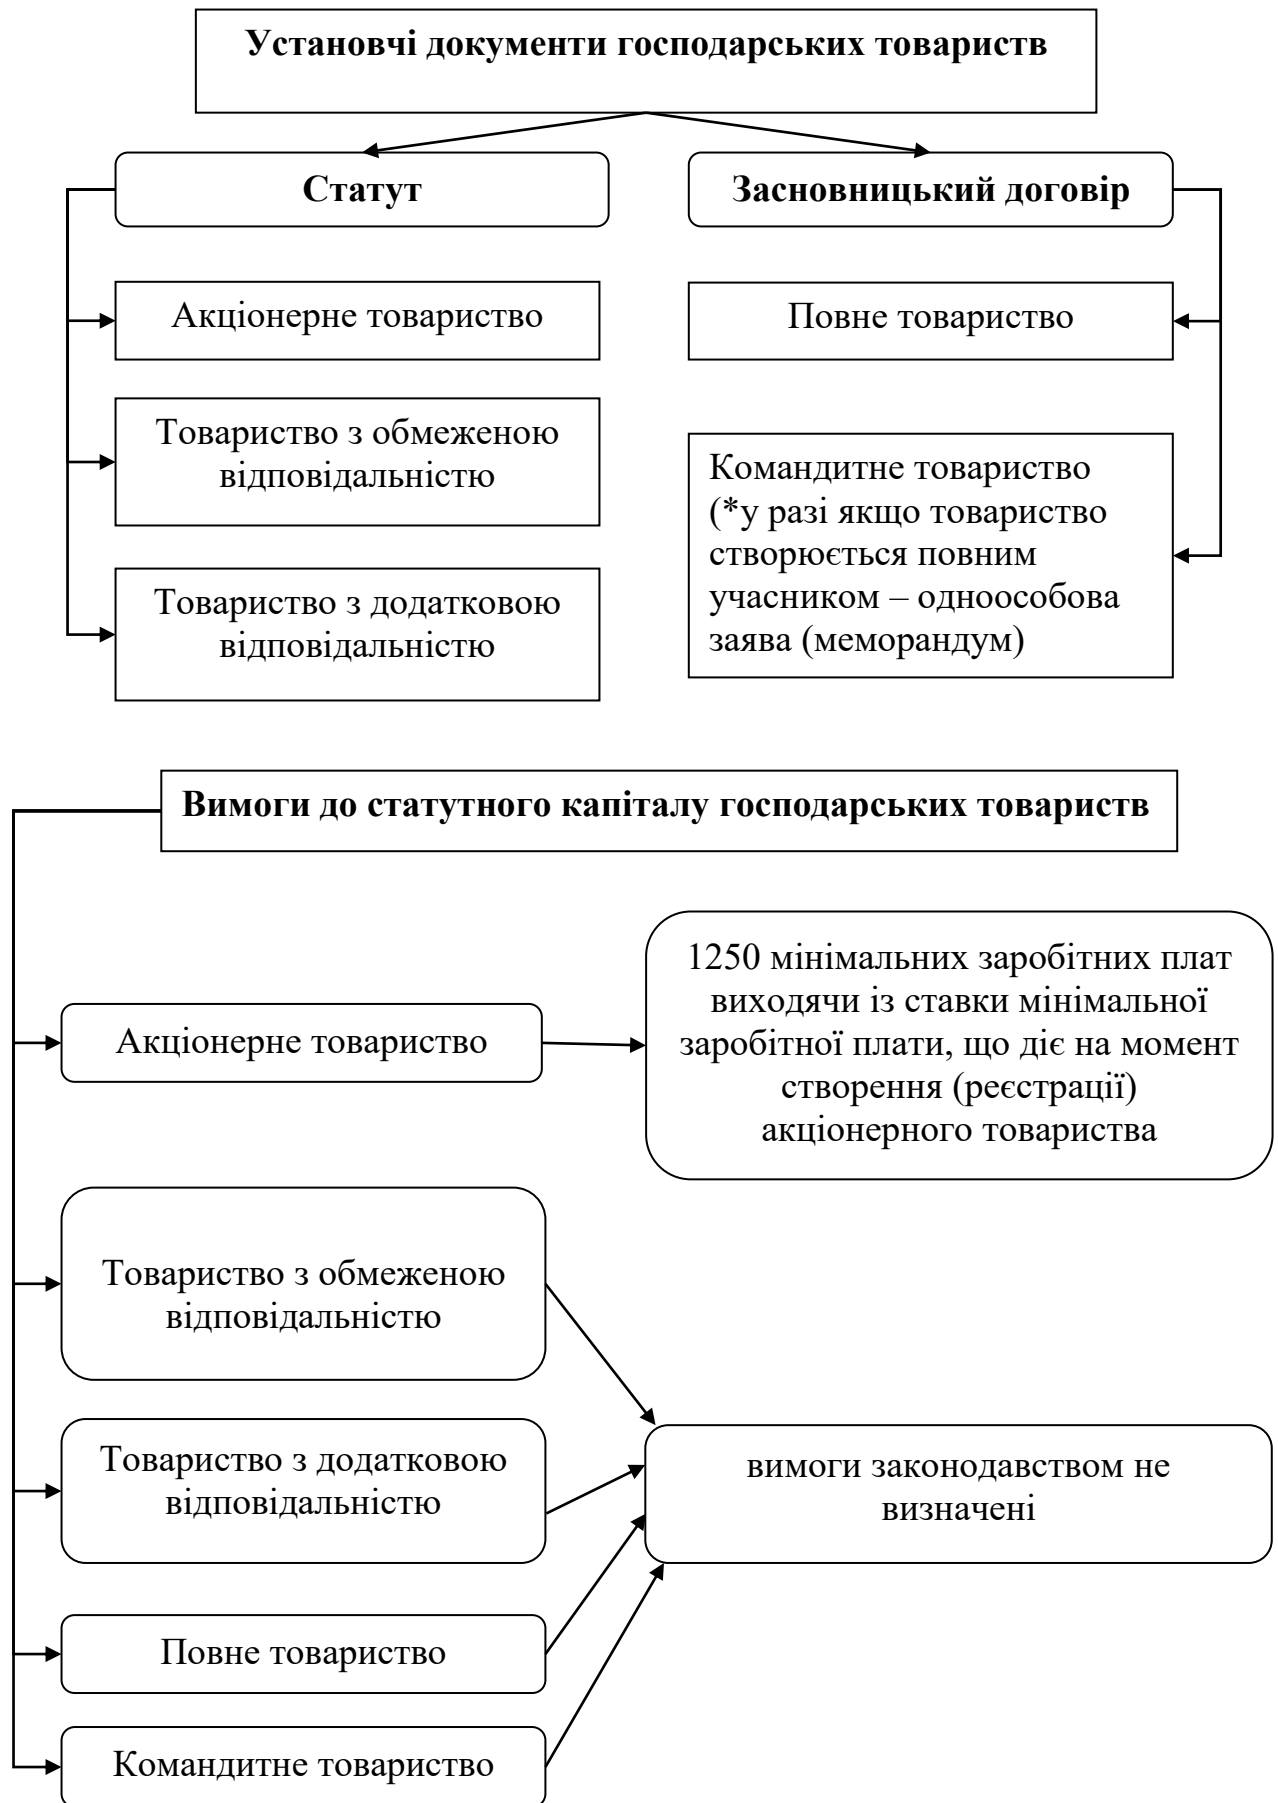 Установчі документи господарських товариств
Статут
Засновницький договір
Акціонерне товариство
Повне товариство
Товариство з обмеженою
відповідальністю
Командитне товариство
(*у разі якщо товариство
створюється повним
учасником – одноособова
заява (меморандум)
Товариство з додатковою
відповідальністю
Вимоги до статутного капіталу господарських товариств
Акціонерне товариство
1250 мінімальних заробітних плат
виходячи із ставки мінімальної
заробітної плати, що діє на момент
створення (реєстрації)
акціонерного товариства
Товариство з обмеженою
відповідальністю
Товариство з додатковою
відповідальністю
вимоги законодавством не
визначені
Повне товариство
Командитне товариство